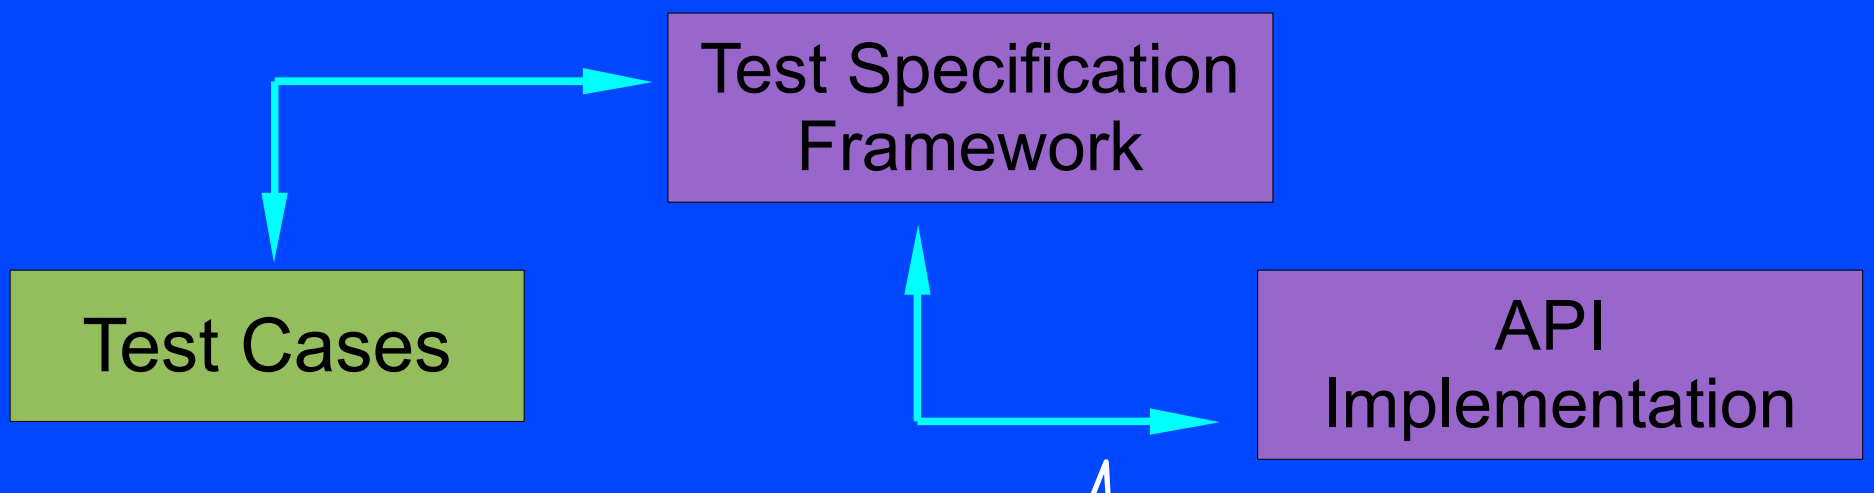 Test Specification
Framework
Test Cases
API
Implementation